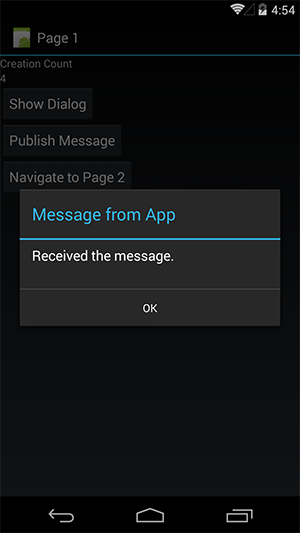 4:54
Page 1
Creation Count
4
Show Dialog
Publish Message
Navigate to Page 2
Message from App
Received the message.
OK